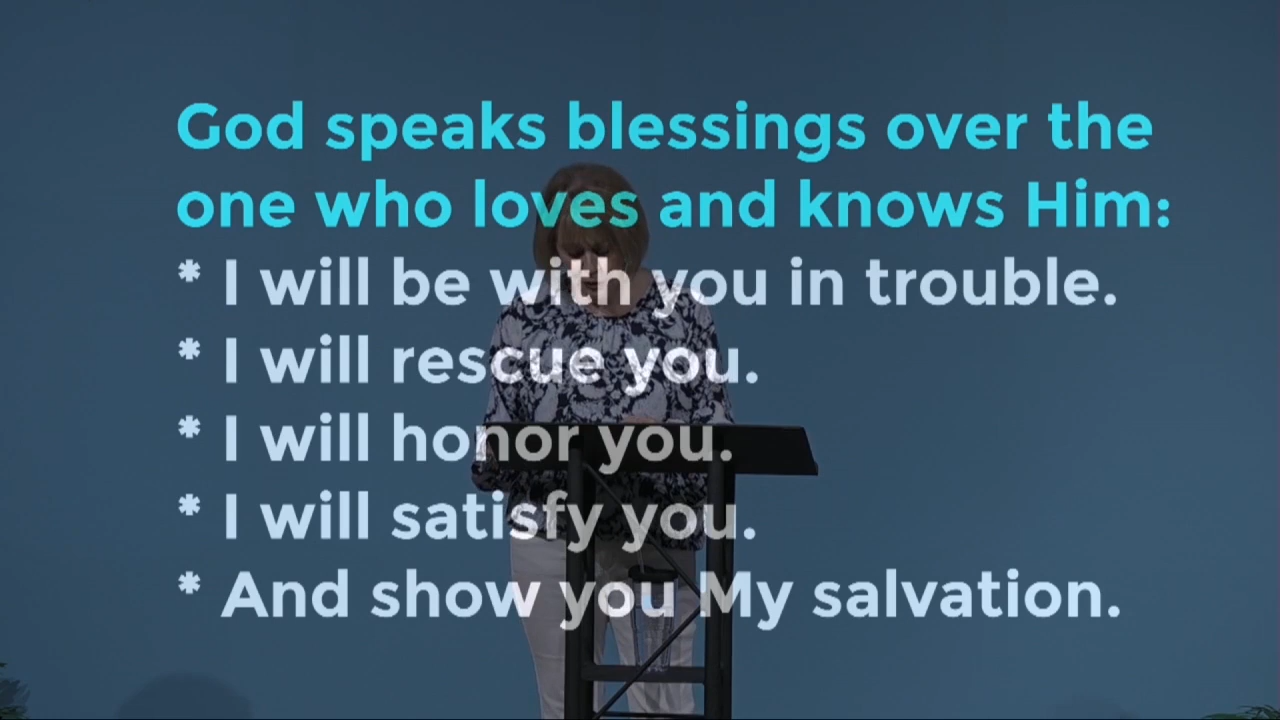 God speaks blessings over the
one who loves and knows Him:
* I will be with you in trouble.
* I will rescue you.
* I will honor you.
* I will satisfy you.
* And show you My salvation.